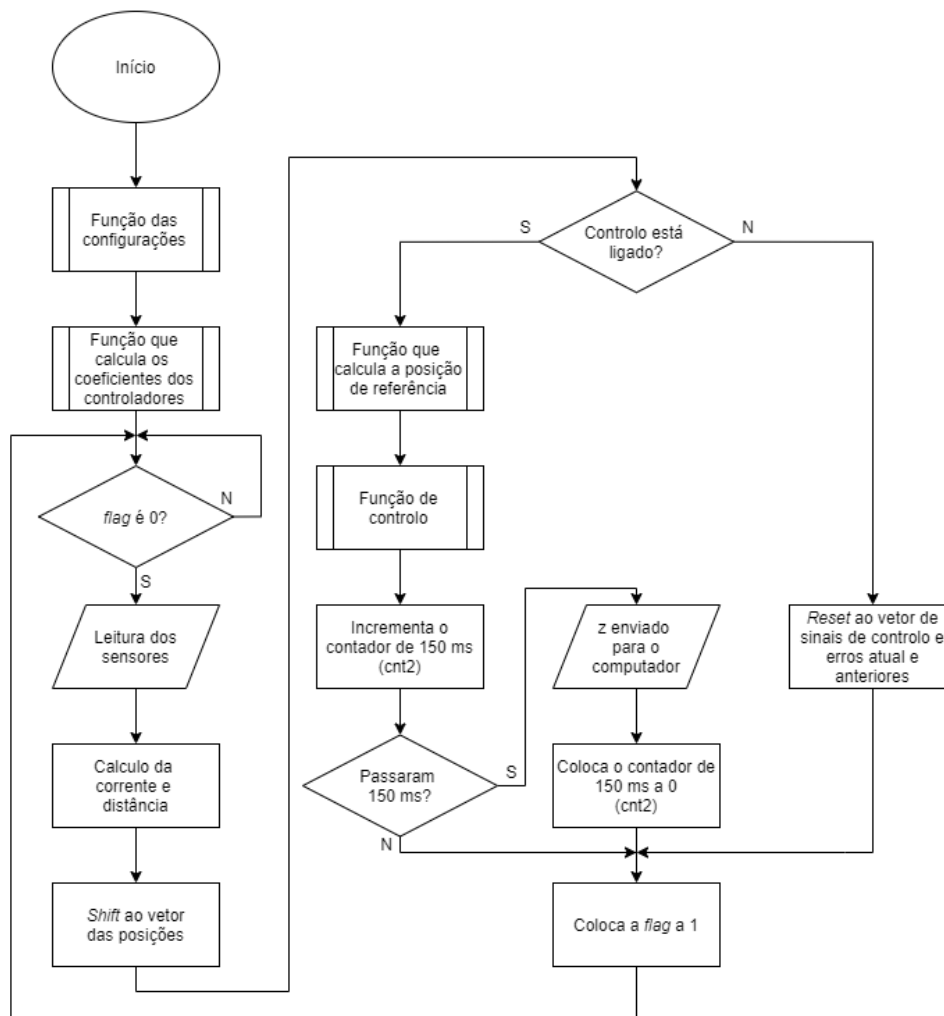 Início
Função das
configurações
Função que
calcula os
coeficientes dos
controladores
flag é 0?
N
S
Leitura dos
sensores
Calculo da
corrente e
distância
Shift ao vetor
das posições
Controlo está
ligado?
S
N
Função que
calcula a posição
de referência
Função de
controlo
Incrementa o
contador de 150 ms
(cnt2)
Passaram
150 ms?
S
N
z enviado
para o
computador
Coloca o contador de
150 ms a 0
(cnt2)
Reset ao vetor de
sinais de controlo e
erros atual e
anteriores
Coloca a flag a 1